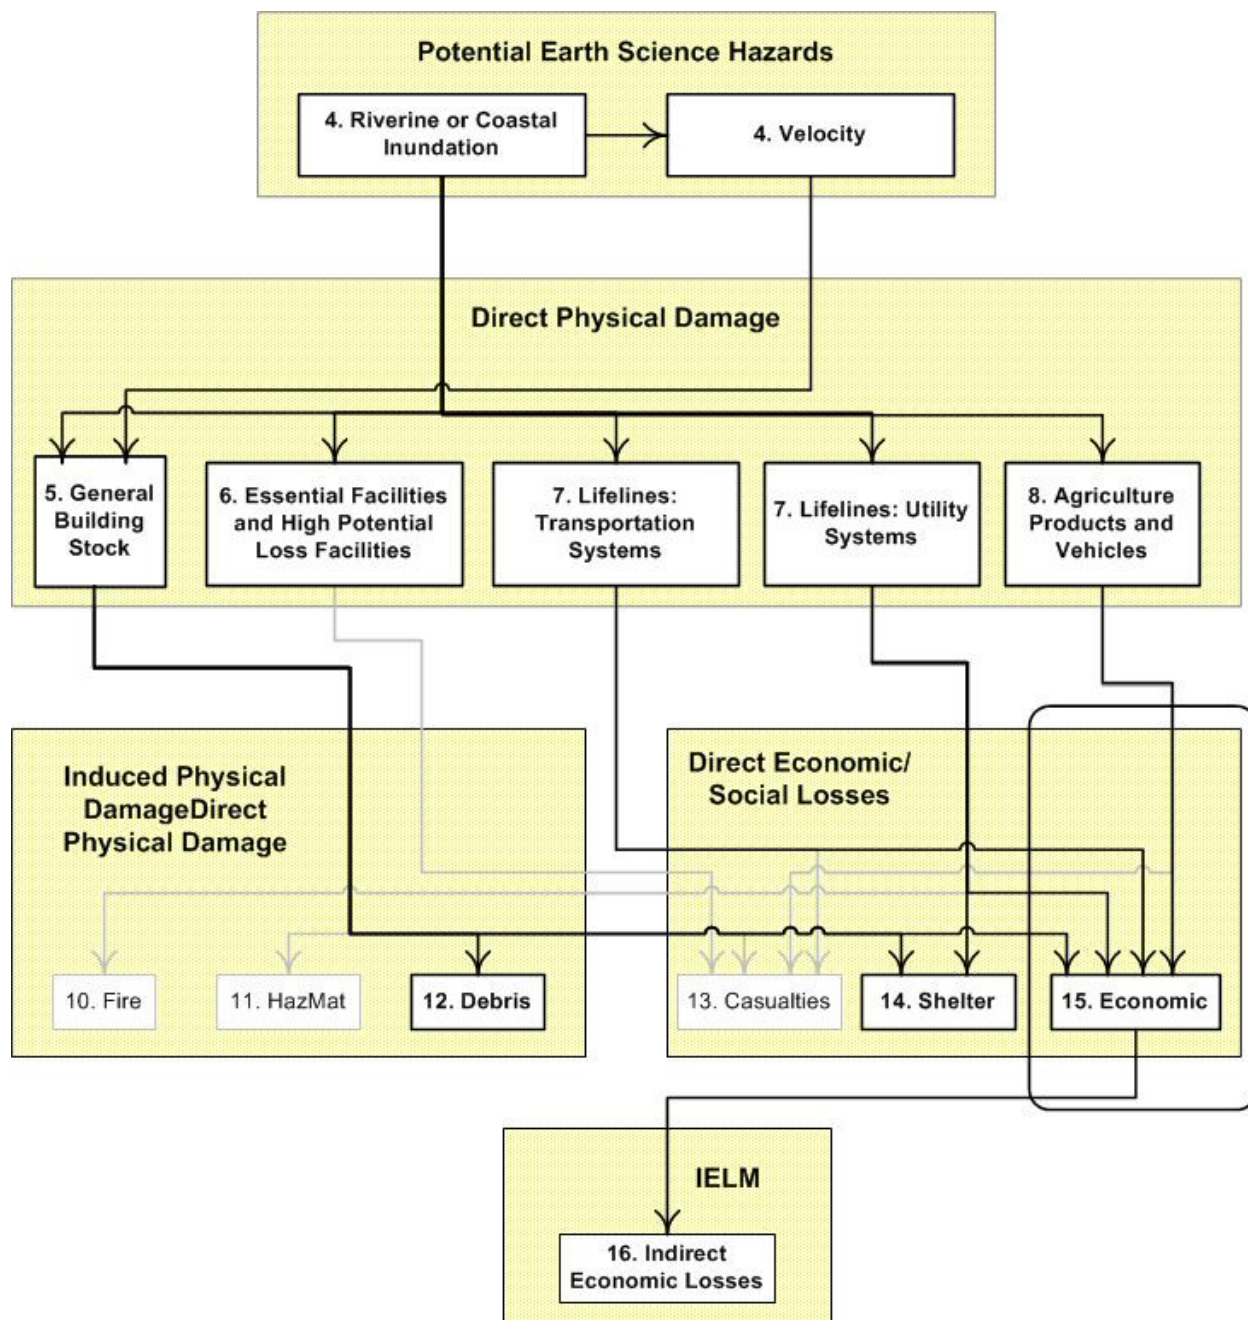 Potential Earth Science Hazards
4. Riverine or Coastal
Inundation
4. Velocity
Direct Physical Damage
5. General
Building
Stock
6. Essential Facilities
and High Potential
Loss Facilities
7. Lifelines:
Transportation
Systems
7. Lifelines: Utility
Systems
8. Agriculture
Products and
Vehicles
Induced Physical
DamageDirect
Physical Damage
Direct Economic/
Social Losses
10. Fire
11. HazMat
12. Debris
13. Casualties
14. Shelter
15. Economic
IELM
16. Indirect
Economic Losses